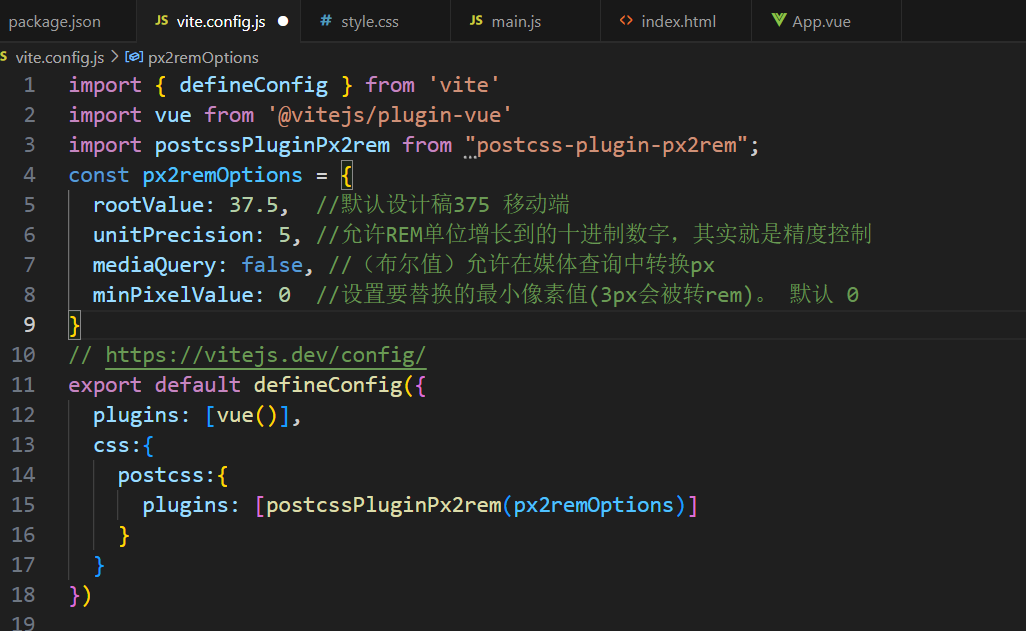 package.json JS vite.config.js ● # style.css JS main.js <> index.html App.vue
S vite.config.js > px2remOptions
1 import { defineConfig } from 'vite'
2 import vue from '@vitejs/plugin-vue'
3 import postcssPluginPx2rem from "postcss-plugin-px2rem";
4 const px2remOptions = {
5 rootValue: 37.5, //默认设计稿375 移动端
6 unitPrecision: 5, //允许REM单位增长到的十进制数字，其实就是精度控制
7 mediaQuery: false, //（布尔值）允许在媒体查询中转换px
8 minPixelValue: 0 //设置要替换的最小像素值(3px会被转rem)。 默认 0
9 }
10 // https://vitejs.dev/config/
11 export default defineConfig({
12 plugins: [vue()],
13 css:{
14 postcss:{
15 plugins: [postcssPluginPx2rem(px2remOptions)]
16 }
17 }
18 })
19